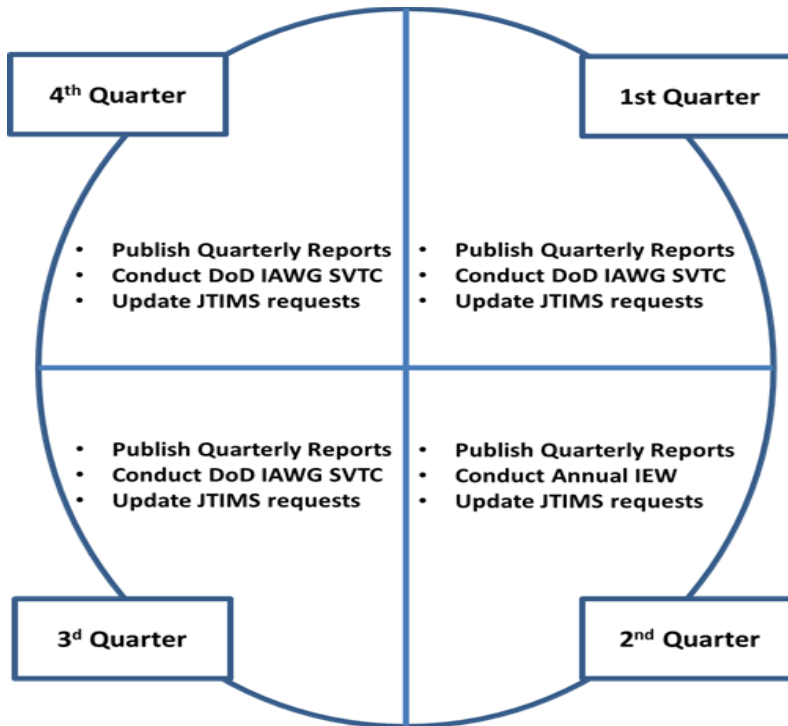 4th Quarter
1st Quarter
• Publish Quarterly Reports
• Conduct DoD IAWG SVTC
• Update JTIMS requests
• Publish Quarterly Reports
• Conduct DoD IAWG SVTC
• Update JTIMS requests
• Publish Quarterly Reports
• Conduct DoD IAWG SVTC
• Update JTIMS requests
• Publish Quarterly Reports
• Conduct Annual IEW
• Update JTIMS requests
3d Quarter
2nd Quarter